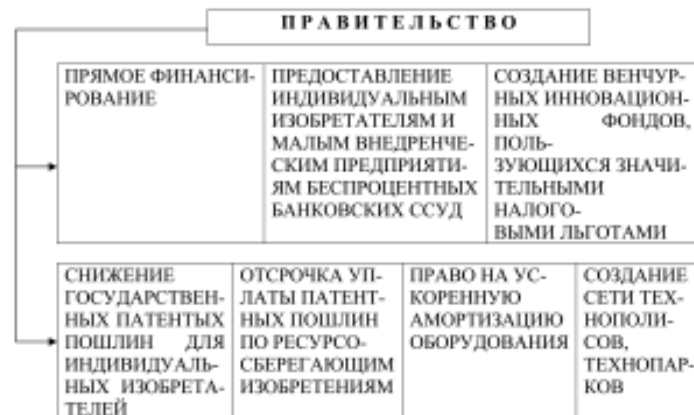 ПРАВИТЕЛЬСТВО
ПРЯМОЕ ФИНАНСИ-
РОВАНИЕ
ПРЕДОСТАВЛЕНИЕ
ИНДИВИДУАЛЬНЫМ
ИЗОБРЕТАТЕЛЯМ И
МАЛЫМ ВНЕДРЕНЧЕ-
СКИМ ПРЕДПРИЯТИ-
ЯМ БЕСПРОЦЕНТНЫХ
БАНКОВСКИХ ССУД
СОЗДАНИЕ ВЕНЧУР-
НЫХ ИННОВАЦИОН-
НЫХ ФОНДОВ,
ПОЛЬ-
ЗУЮЩИХСЯ ЗНАЧИ-
ТЕЛЬНЫМИ
НАЛОГО-
ВЫМИ ЛЬГОТАМИ
СНИЖЕНИЕ
ГОСУДАРСТВЕН-
НЫХ ПАТЕНТЫХ
ПОШЛИН ДЛЯ
ИНДИВИДУАЛЬ-
НЫХ ИЗОБРЕТА-
ТЕЛЕЙ
ОТСРОЧКА УП-
ЛАТЫ ПАТЕНТ-
НЫХ ПОШЛИН
ПО РЕСУРСО-
СБЕРЕГАЮЩИМ
ИЗОБРЕТЕНИЯМ
ПРАВО НА УС-
КОРЕННУЮ
АМОРТИЗАЦИЮ
ОБОРУДОВАНИЯ
СОЗДАНИЕ
СЕТИ ТЕХ-
НОПОЛИ-
СОВ,
ТЕХНОПАР-
КОВ